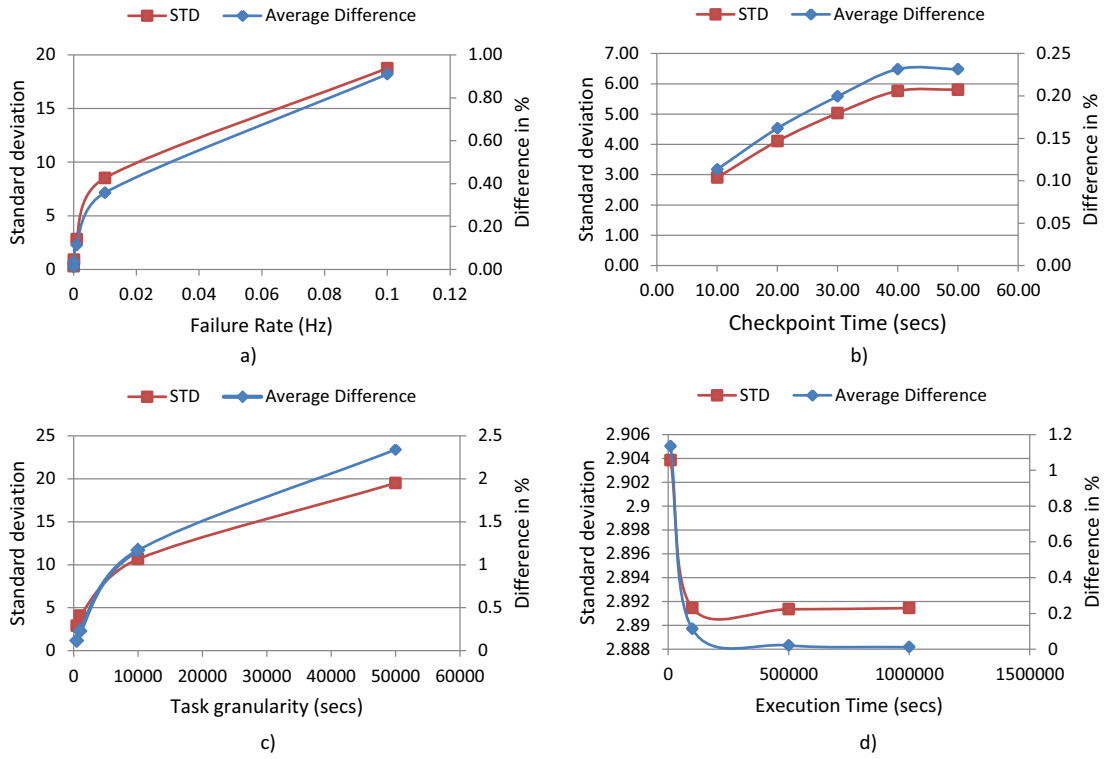 STD Average Difference
20 1.00
15 0.80
0.60
10
0.40
5
0.20
0 0.00
0 0.02 0.04 0.06 0.08 0.1 0.12
Standard deviation
Difference in %
Failure Rate (Hz)
a)
STD Average Difference
7.00 0.25
6.00
0.20
5.00
4.00 0.15
3.00
0.10
2.00
0.05
1.00
0.00 0.00
0.00 10.00 20.00 30.00 40.00 50.00 60.00
Standard deviation
Difference in %
Checkpoint Time (secs)
b)
STD Average Difference
25 2.5
20 2
15 1.5
10 1
5 0.5
0 0
0 10000 20000 30000 40000 50000 60000
Standard deviation
Difference in %
Task granularity (secs)
c)
STD Average Difference
2.906 1.2
2.904
1
2.902
2.9 0.8
2.898
0.6
2.896
2.894 0.4
2.892
0.2
2.89
2.888 0
0 500000 1000000 1500000
Standard deviation
Difference in %
Execution Time (secs)
d)